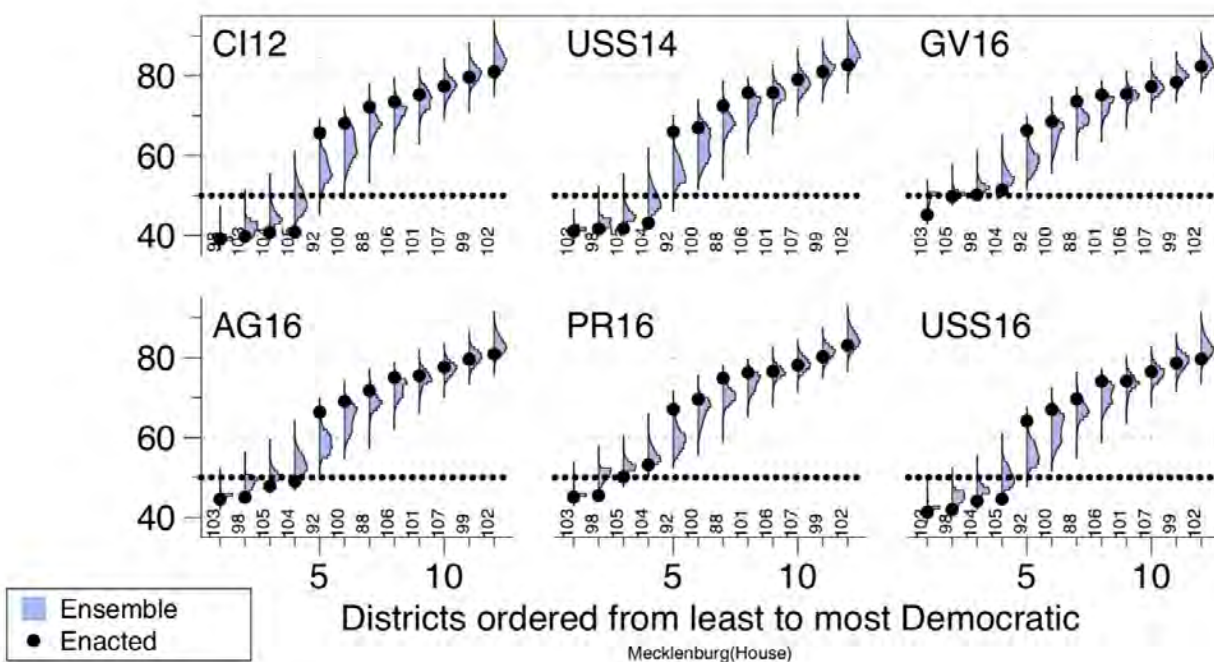 CI12
USS14
GV16
80
60
40
92 100 88 106 101 107 99 102
98 104 92 100 88 106 101 107 99 102
103 105 98 104 92 100 88 101 106 107 99 102
AG16
PR16
USS16
80
60
40
103 98 105 104 92 100 88 106 101 107 99 102
103 98 105 104 92 100 88 101 106 107 99 102
98 104 105 92 100 88 106 101 107 99 102
5 10
5 10
5 10
Ensemble
Enacted
Districts ordered from least to most Democratic
Mecklenburg(House)